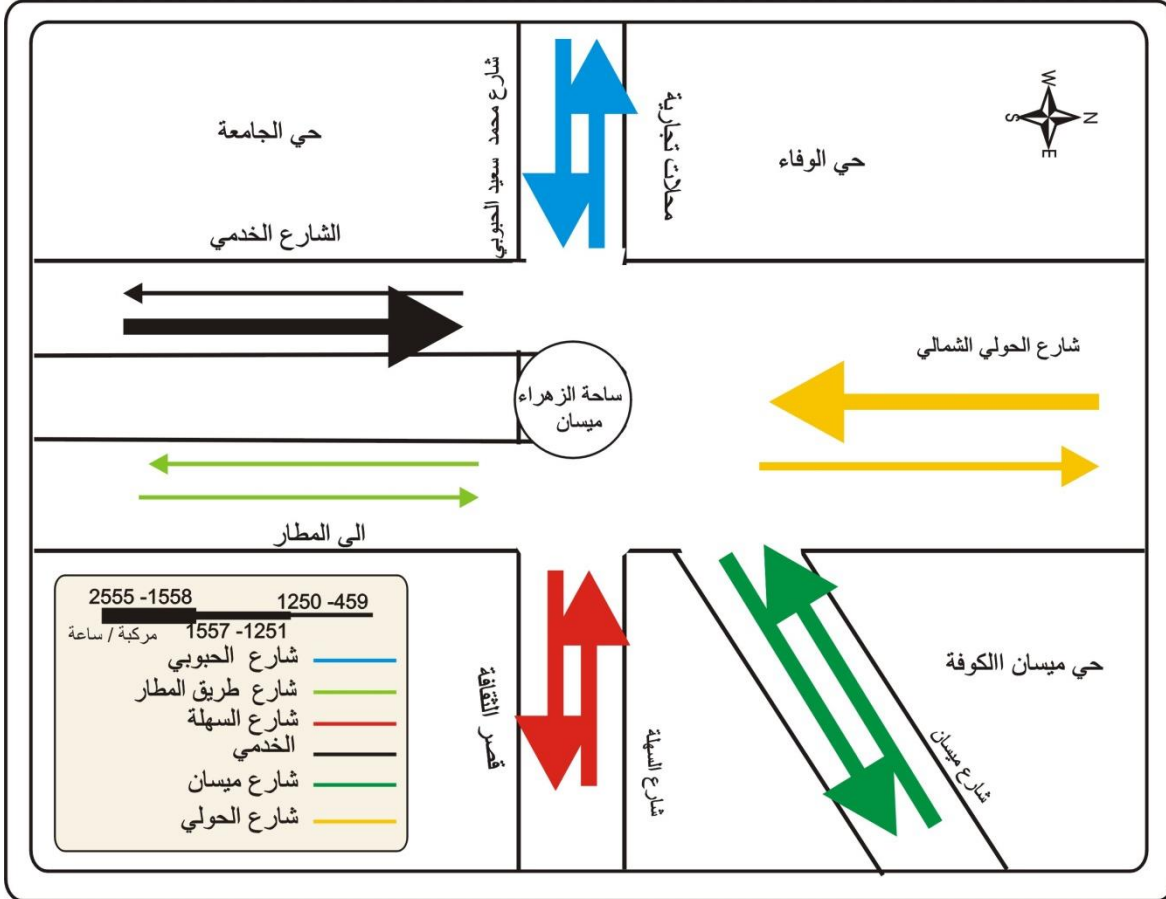 حي الجامعة
شارع محمد سعيد الحبوبي
محلات تجارية
حي الوفاء
W
N
S
E
الشارع الخدمي
شارع الحولي الشمالي
ساحة الزهراء
ميسان
الى المطار
حي ميسان االكوفة
قصر الثقافة
شارع السهلة
شارع ميسان
2555 -1558
1250 -459
مركبة / ساعة
1557 -1251
شارع الحبوبي
شارع طريق المطار
شارع السهلة
الخدمي
شارع ميسان
شارع الحولي